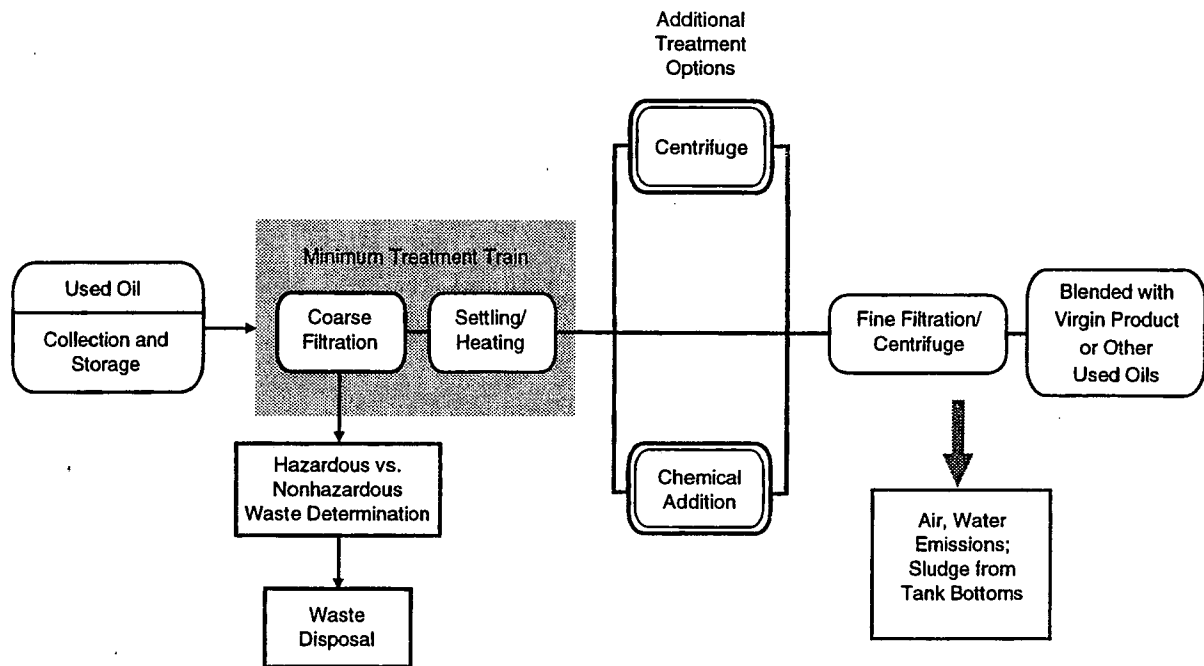 Additional
Treatment
Options
Centrifuge
Minimum Treatment Train
Used Oil
Collection and
Storage
Coarse
Filtration
Settling/
Heating
Fine Filtration/
Centrifuge
Blended with
Virgin Product
or Other
Used Oils
Hazardous vs.
Nonhazardous
Waste Determination
Chemical
Addition
Air, Water
Emissions;
Sludge from
Tank Bottoms
Waste
Disposal